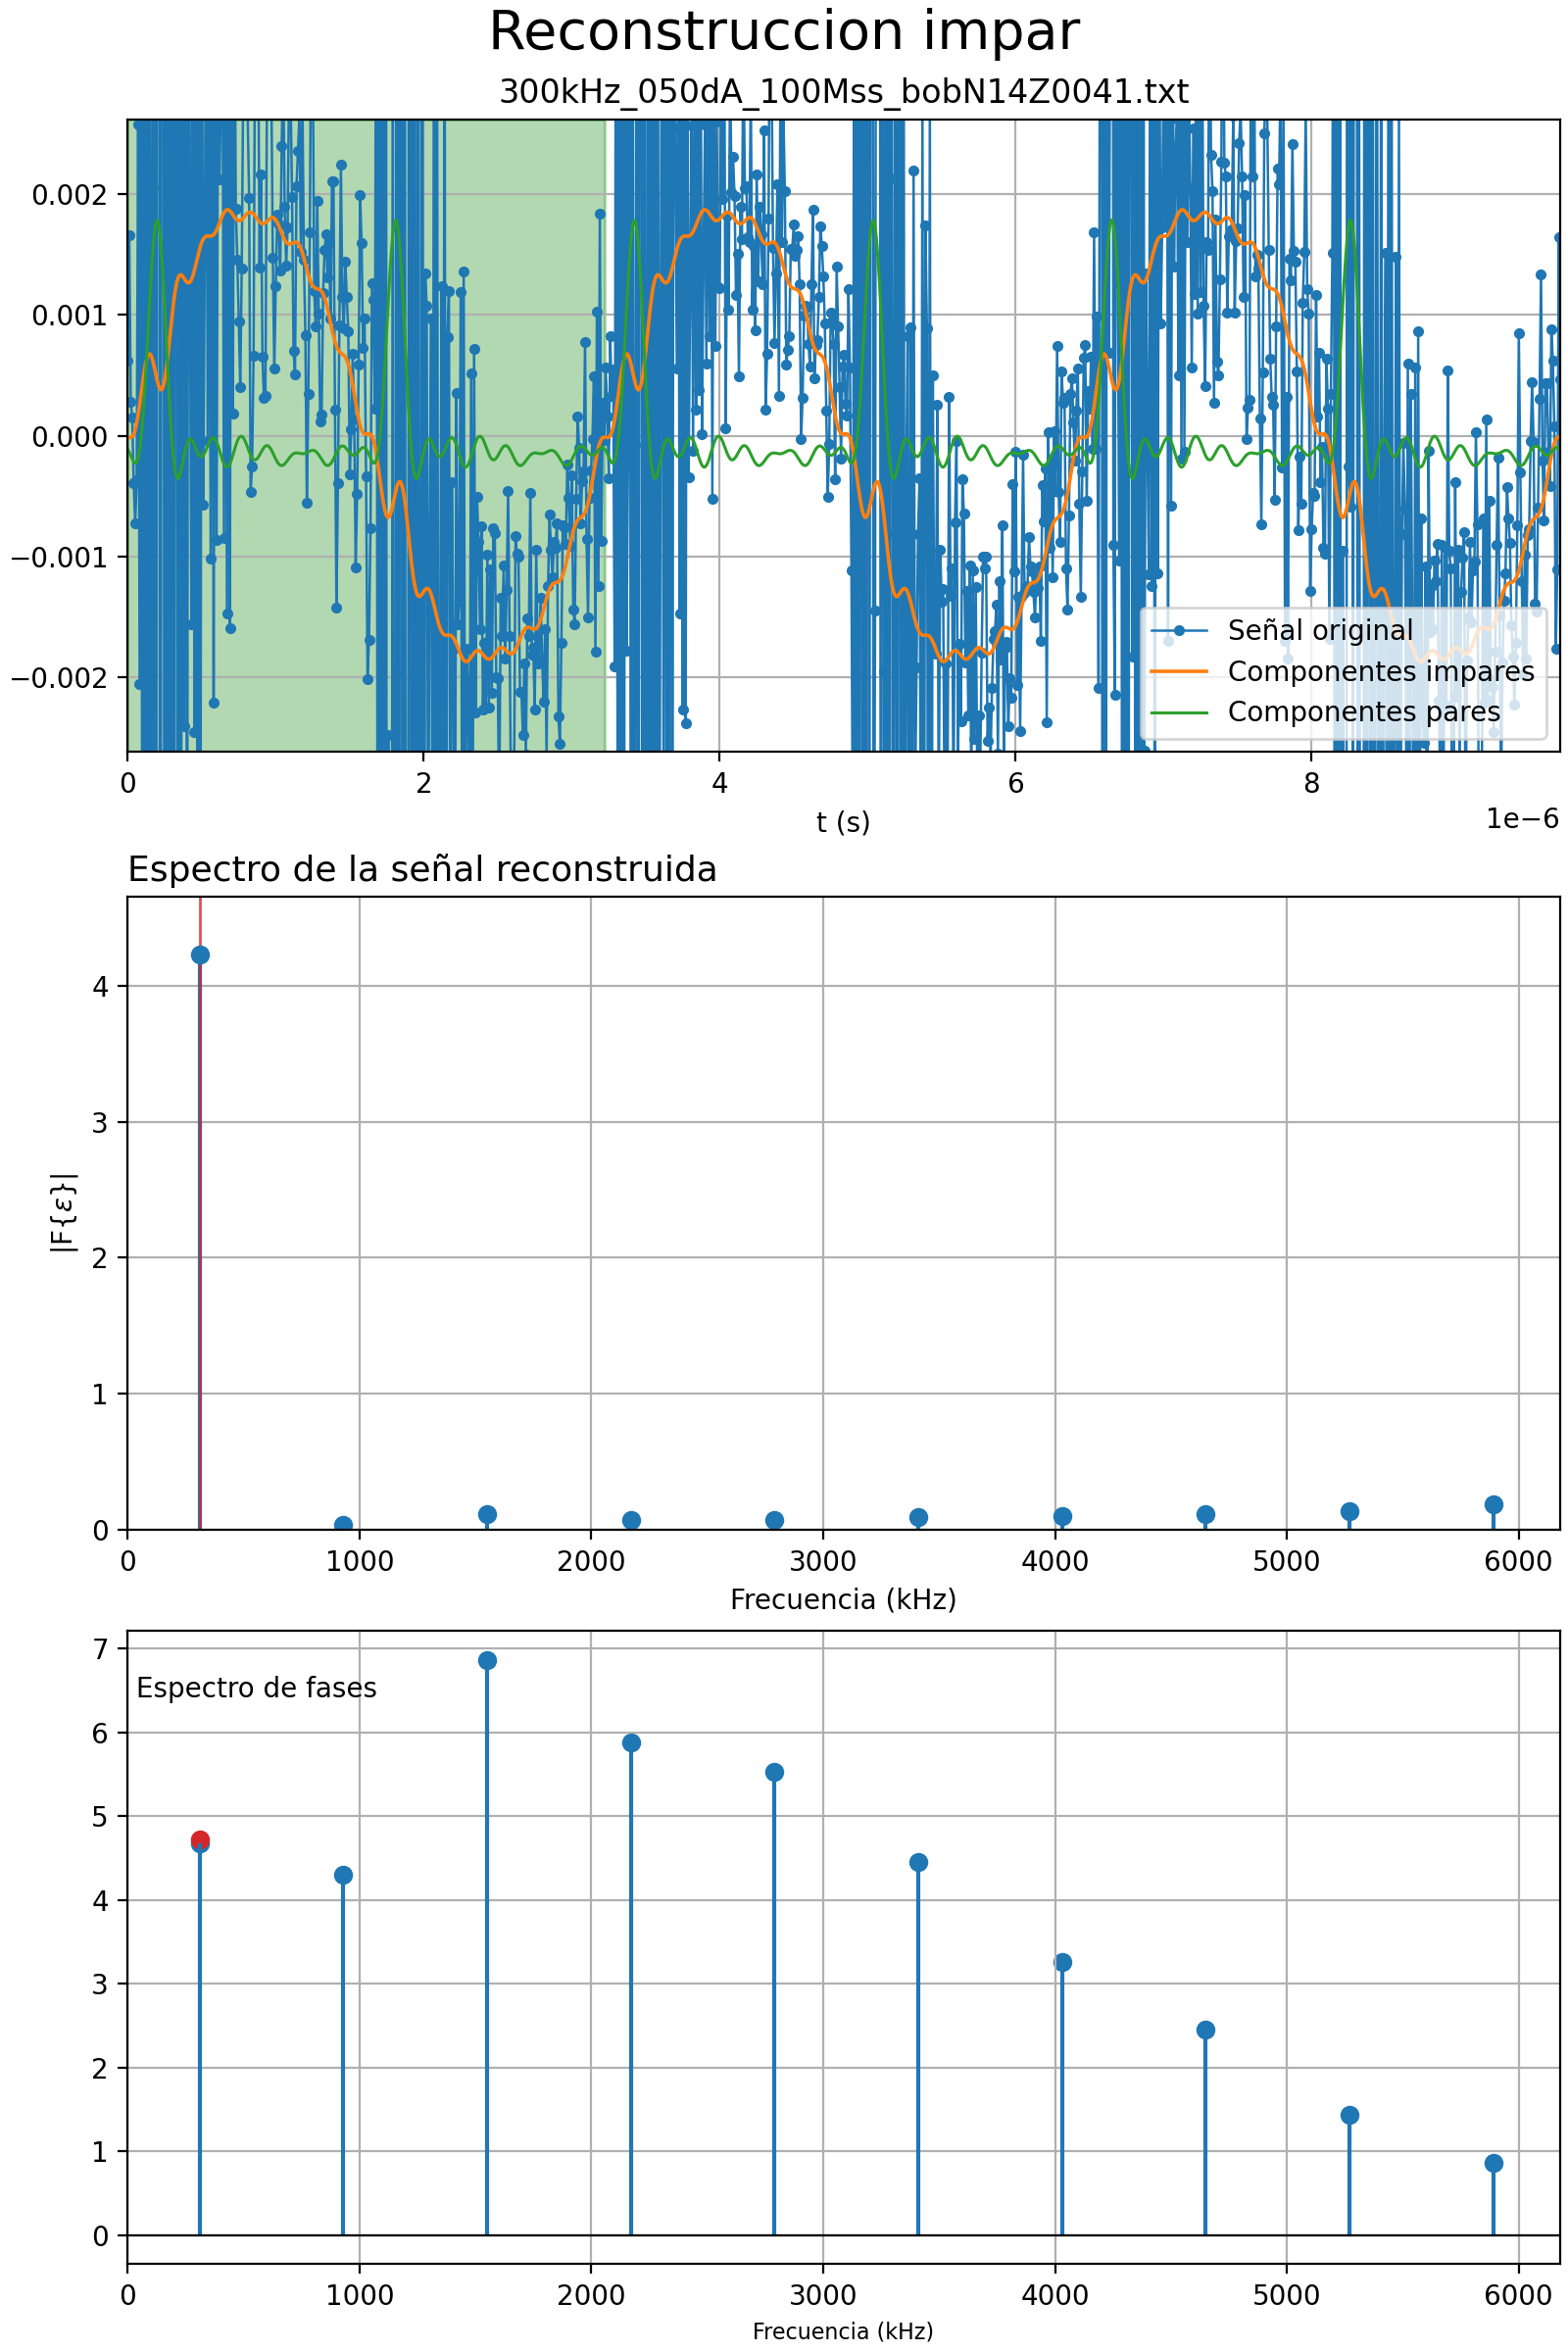 Reconstruccion impar
300kHz_050dA_100Mss_bobN14Z0041.txt
0.002
0.001
0.000
−0.001
−0.002
Señal original
Componentes impares
Componentes pares
0 2 4 6 8
1e−6
t (s)
Espectro de la señal reconstruida
4
3
2
1
0
|F{ε}|
0 1000 2000 3000 4000 5000 6000
Frecuencia (kHz)
7
Espectro de fases
6
5
4
3
2
1
0
0 1000 2000 3000 4000 5000 6000
Frecuencia (kHz)